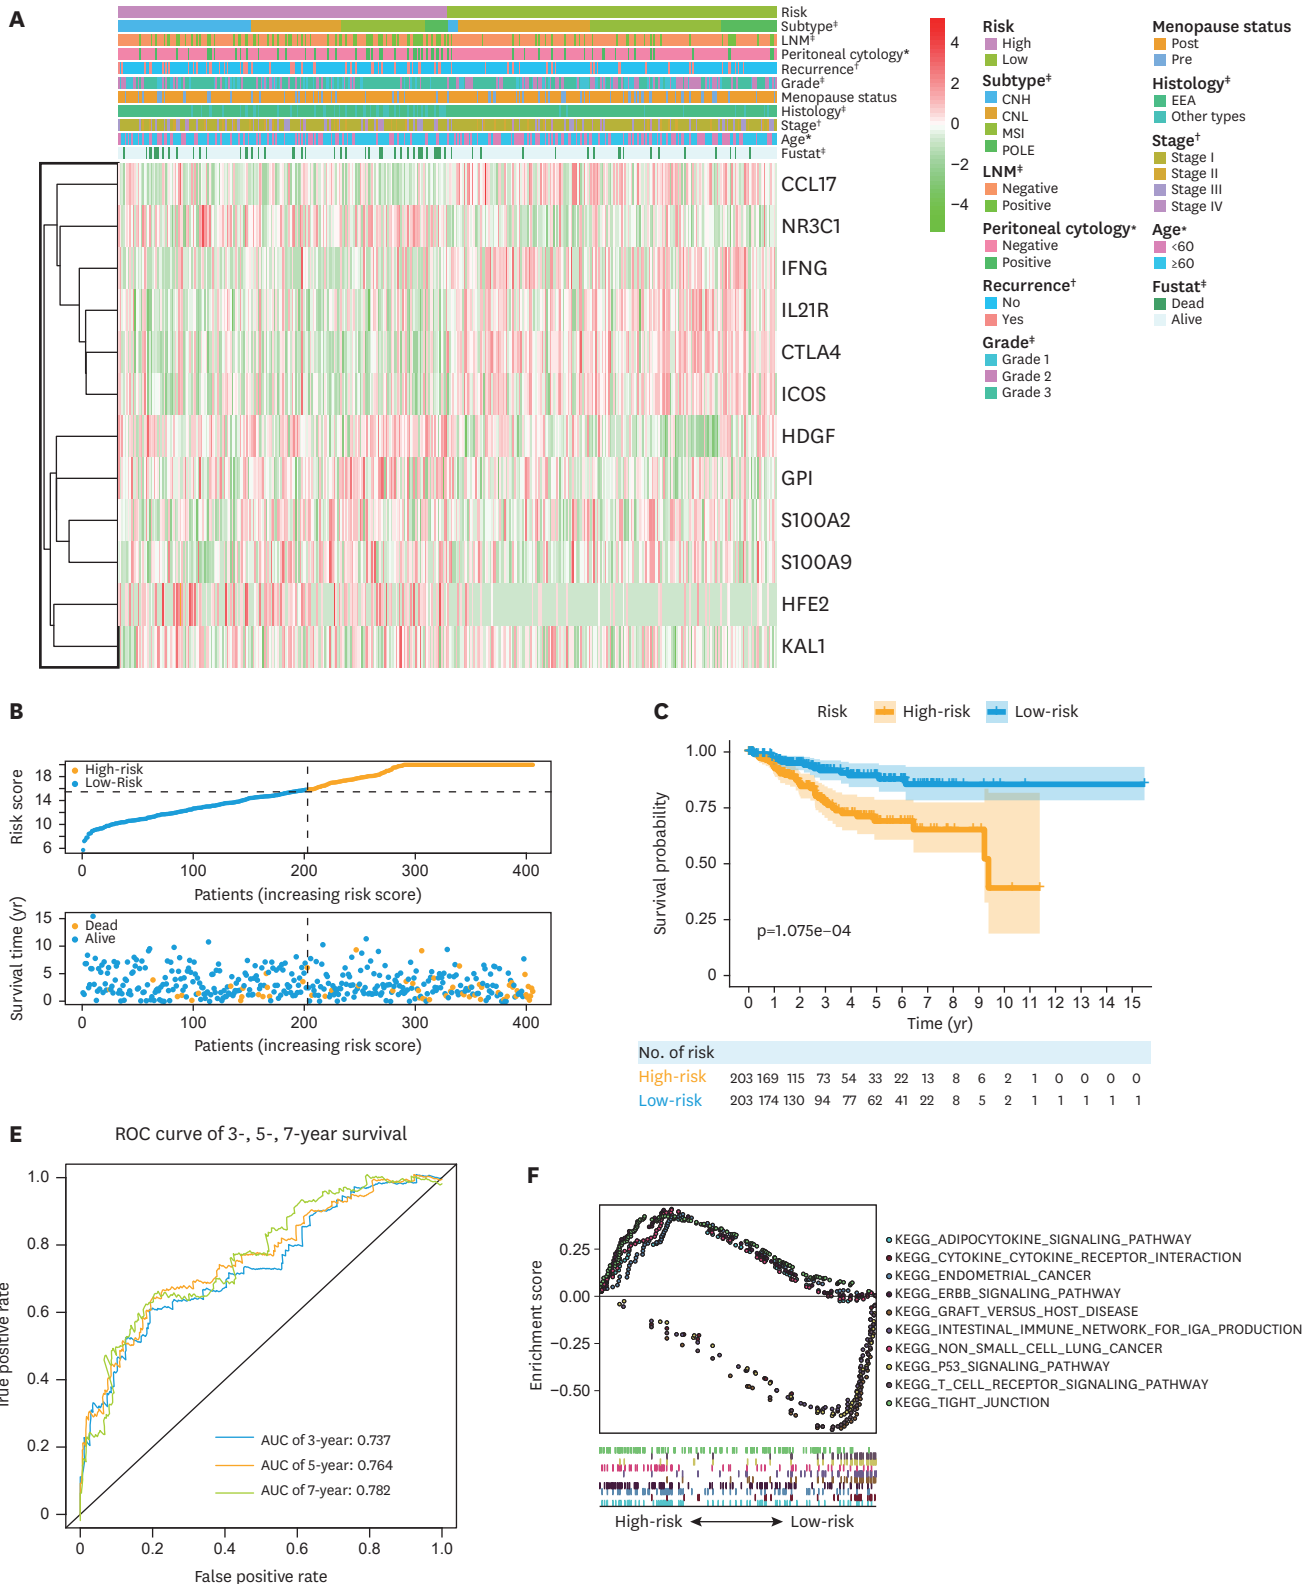 A
Risk
Subtype‡
LNM‡
Peritoneal cytology*
Recurrence†
Grade‡
Menopause status
Histology‡
Stage†
Age*
Fustat‡
CCL17
NR3C1
IFNG
IL21R
CTLA4
ICOS
HDGF
GPI
S100A2
S100A9
HFE2
KAL1
4
2
0
−2
−4
Risk
High
Low
Subtype‡
CNH
CNL
MSI
POLE
LNM‡
Negative
Positive
Peritoneal cytology*
Negative
Positive
Recurrence†
No
Yes
Grade‡
Grade 1
Grade 2
Grade 3
Menopause status
Post
Pre
Histology‡
EEA
Other types
Stage†
Stage I
Stage II
Stage III
Stage IV
Age*
<60
≥60
Fustat‡
Dead
Alive
B
High-risk
Low-Risk
Risk score
18
14
10
6
0 100 200 300 400
Patients (increasing risk score)
Dead
Alive
Survival time (yr)
15
10
5
0
0 100 200 300 400
Patients (increasing risk score)
C
Risk High-risk Low-risk
Survival probability
1.00
0.75
0.50
0.25
0
p=1.075e−04
0 1 2 3 4 5 6 7 8 9 10 11 12 13 14 15
Time (yr)
No. of risk
High-risk 203 169 115 73 54 33 22 13 8 6 2 1 0 0 0 0
Low-risk 203 174 130 94 77 62 41 22 8 5 2 1 1 1 1 1
E
ROC curve of 3-, 5-, 7-year survival
True positive rate
1.0
0.8
0.6
0.4
0.2
0
AUC of 3-year: 0.737
AUC of 5-year: 0.764
AUC of 7-year: 0.782
0 0.2 0.4 0.6 0.8 1.0
False positive rate
F
Enrichment score
0.25
0.00
−0.25
−0.50
KEGG_ADIPOCYTOKINE_SIGNALING_PATHWAY
KEGG_CYTOKINE_CYTOKINE_RECEPTOR_INTERACTION
KEGG_ENDOMETRIAL_CANCER
KEGG_ERBB_SIGNALING_PATHWAY
KEGG_GRAFT_VERSUS_HOST_DISEASE
KEGG_INTESTINAL_IMMUNE_NETWORK_FOR_IGA_PRODUCTION
KEGG_NON_SMALL_CELL_LUNG_CANCER
KEGG_P53_SIGNALING_PATHWAY
KEGG_T_CELL_RECEPTOR_SIGNALING_PATHWAY
KEGG_TIGHT_JUNCTION
High-risk Low-risk